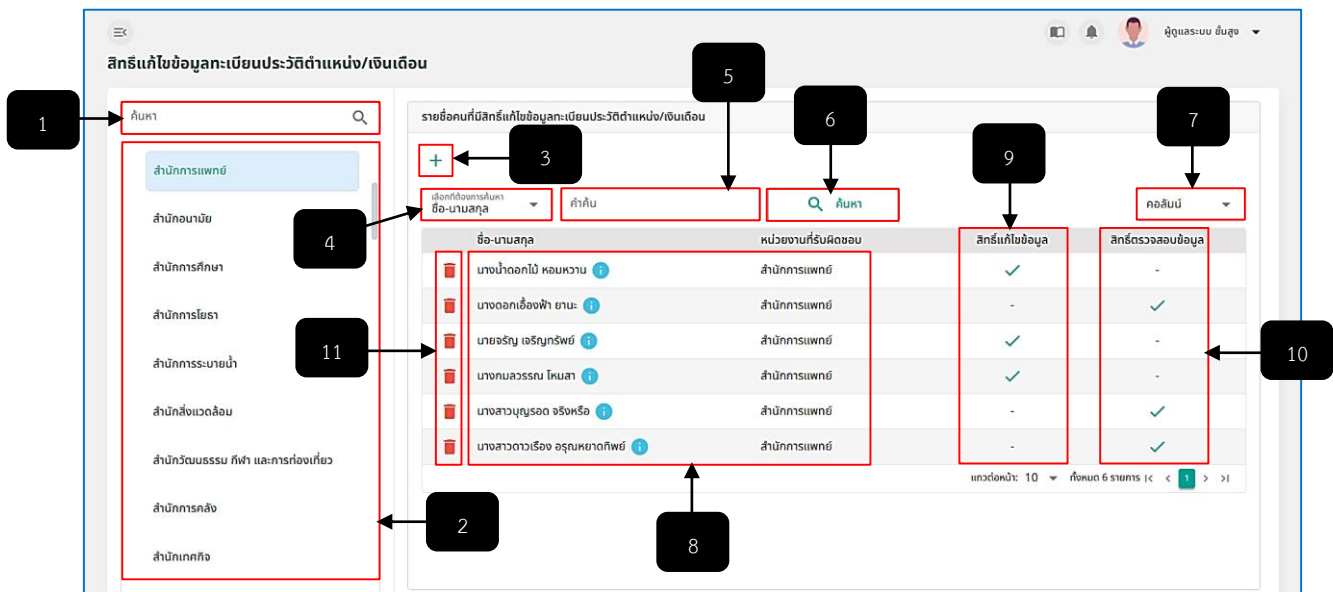 ผู้ดูแลระบบ ขั้นสูง
สิทธิ์แก้ไขข้อมูลทะเบียนประวัติตำแหน่ง/เงินเดือน
5
1
ค้นหา
รายชื่อคนที่มีสิทธิ์แก้ไขข้อมูลทะเบียนประวัติตำแหน่ง/เงินเดือน
6
7
3
9
สำนักการแพทย์
สำนักอนามัย
สำนักการศึกษา
สำนักการโยธา
สำนักการระบายน้ำ
สำนักสิ่งแวดล้อม
สำนักวัฒนธรรม กีฬา และการท่องเที่ยว
สำนักการคลัง
สำนักเทศกิจ
4
11
2
เลือกที่ต้องการค้นหา
ชื่อ-นามสกุล คำค้น ค้นหา คอลัมน์
ชื่อ-นามสกุล หน่วยงานที่รับผิดชอบ สิทธิ์แก้ไขข้อมูล สิทธิ์ตรวจสอบข้อมูล
นางน้ำดอกไม้ หอมหวาน สำนักการแพทย์ ✓ -
นางดอกเอื้องฟ้า ยานะ สำนักการแพทย์ - ✓
นายจรัญ เจริญทรัพย์ สำนักการแพทย์ ✓ -
นางกมลวรรณ โหมสา สำนักการแพทย์ ✓ -
นางสาวบุญรอด จริงหรือ สำนักการแพทย์ - ✓
นางสาวดาวเรือง อรุณหยาดทิพย์ สำนักการแพทย์ - ✓
10
แถวต่อหน้า: 10 ทั้งหมด 6 รายการ |< < 1 > >|
8